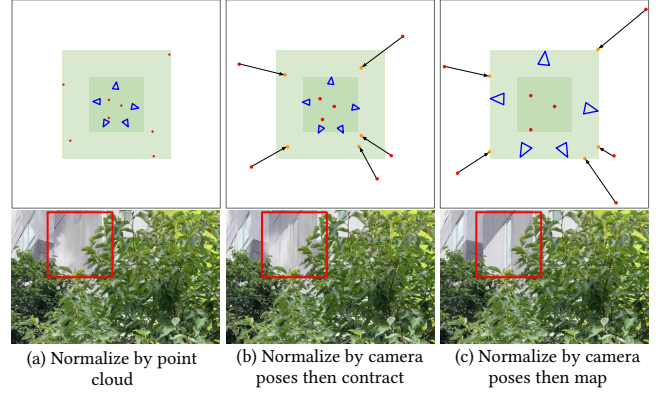 (a) Normalize by point
cloud
(b) Normalize by camera
poses then contract
(c) Normalize by camera
poses then map